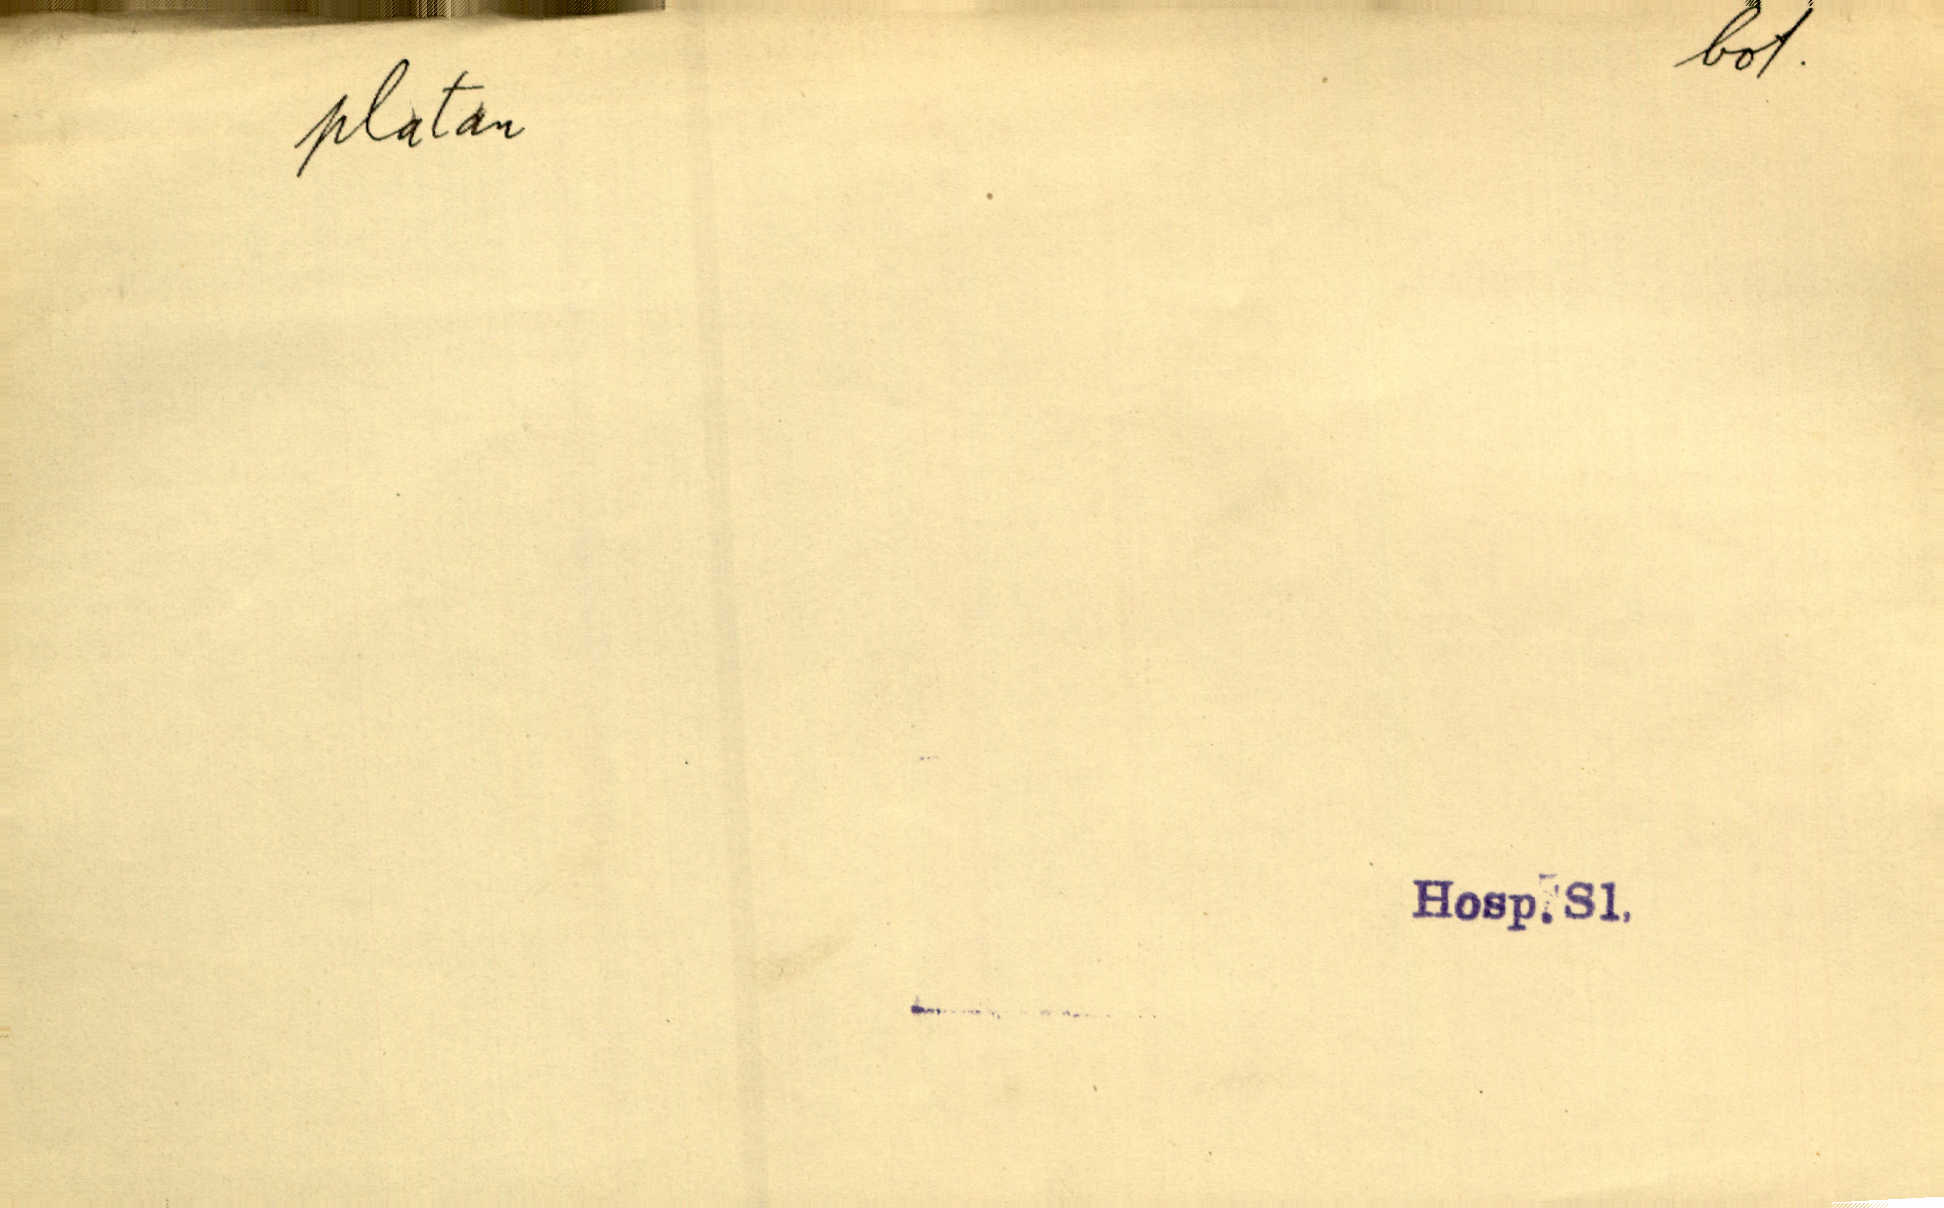 bot.
platan
Hosp. Sl.